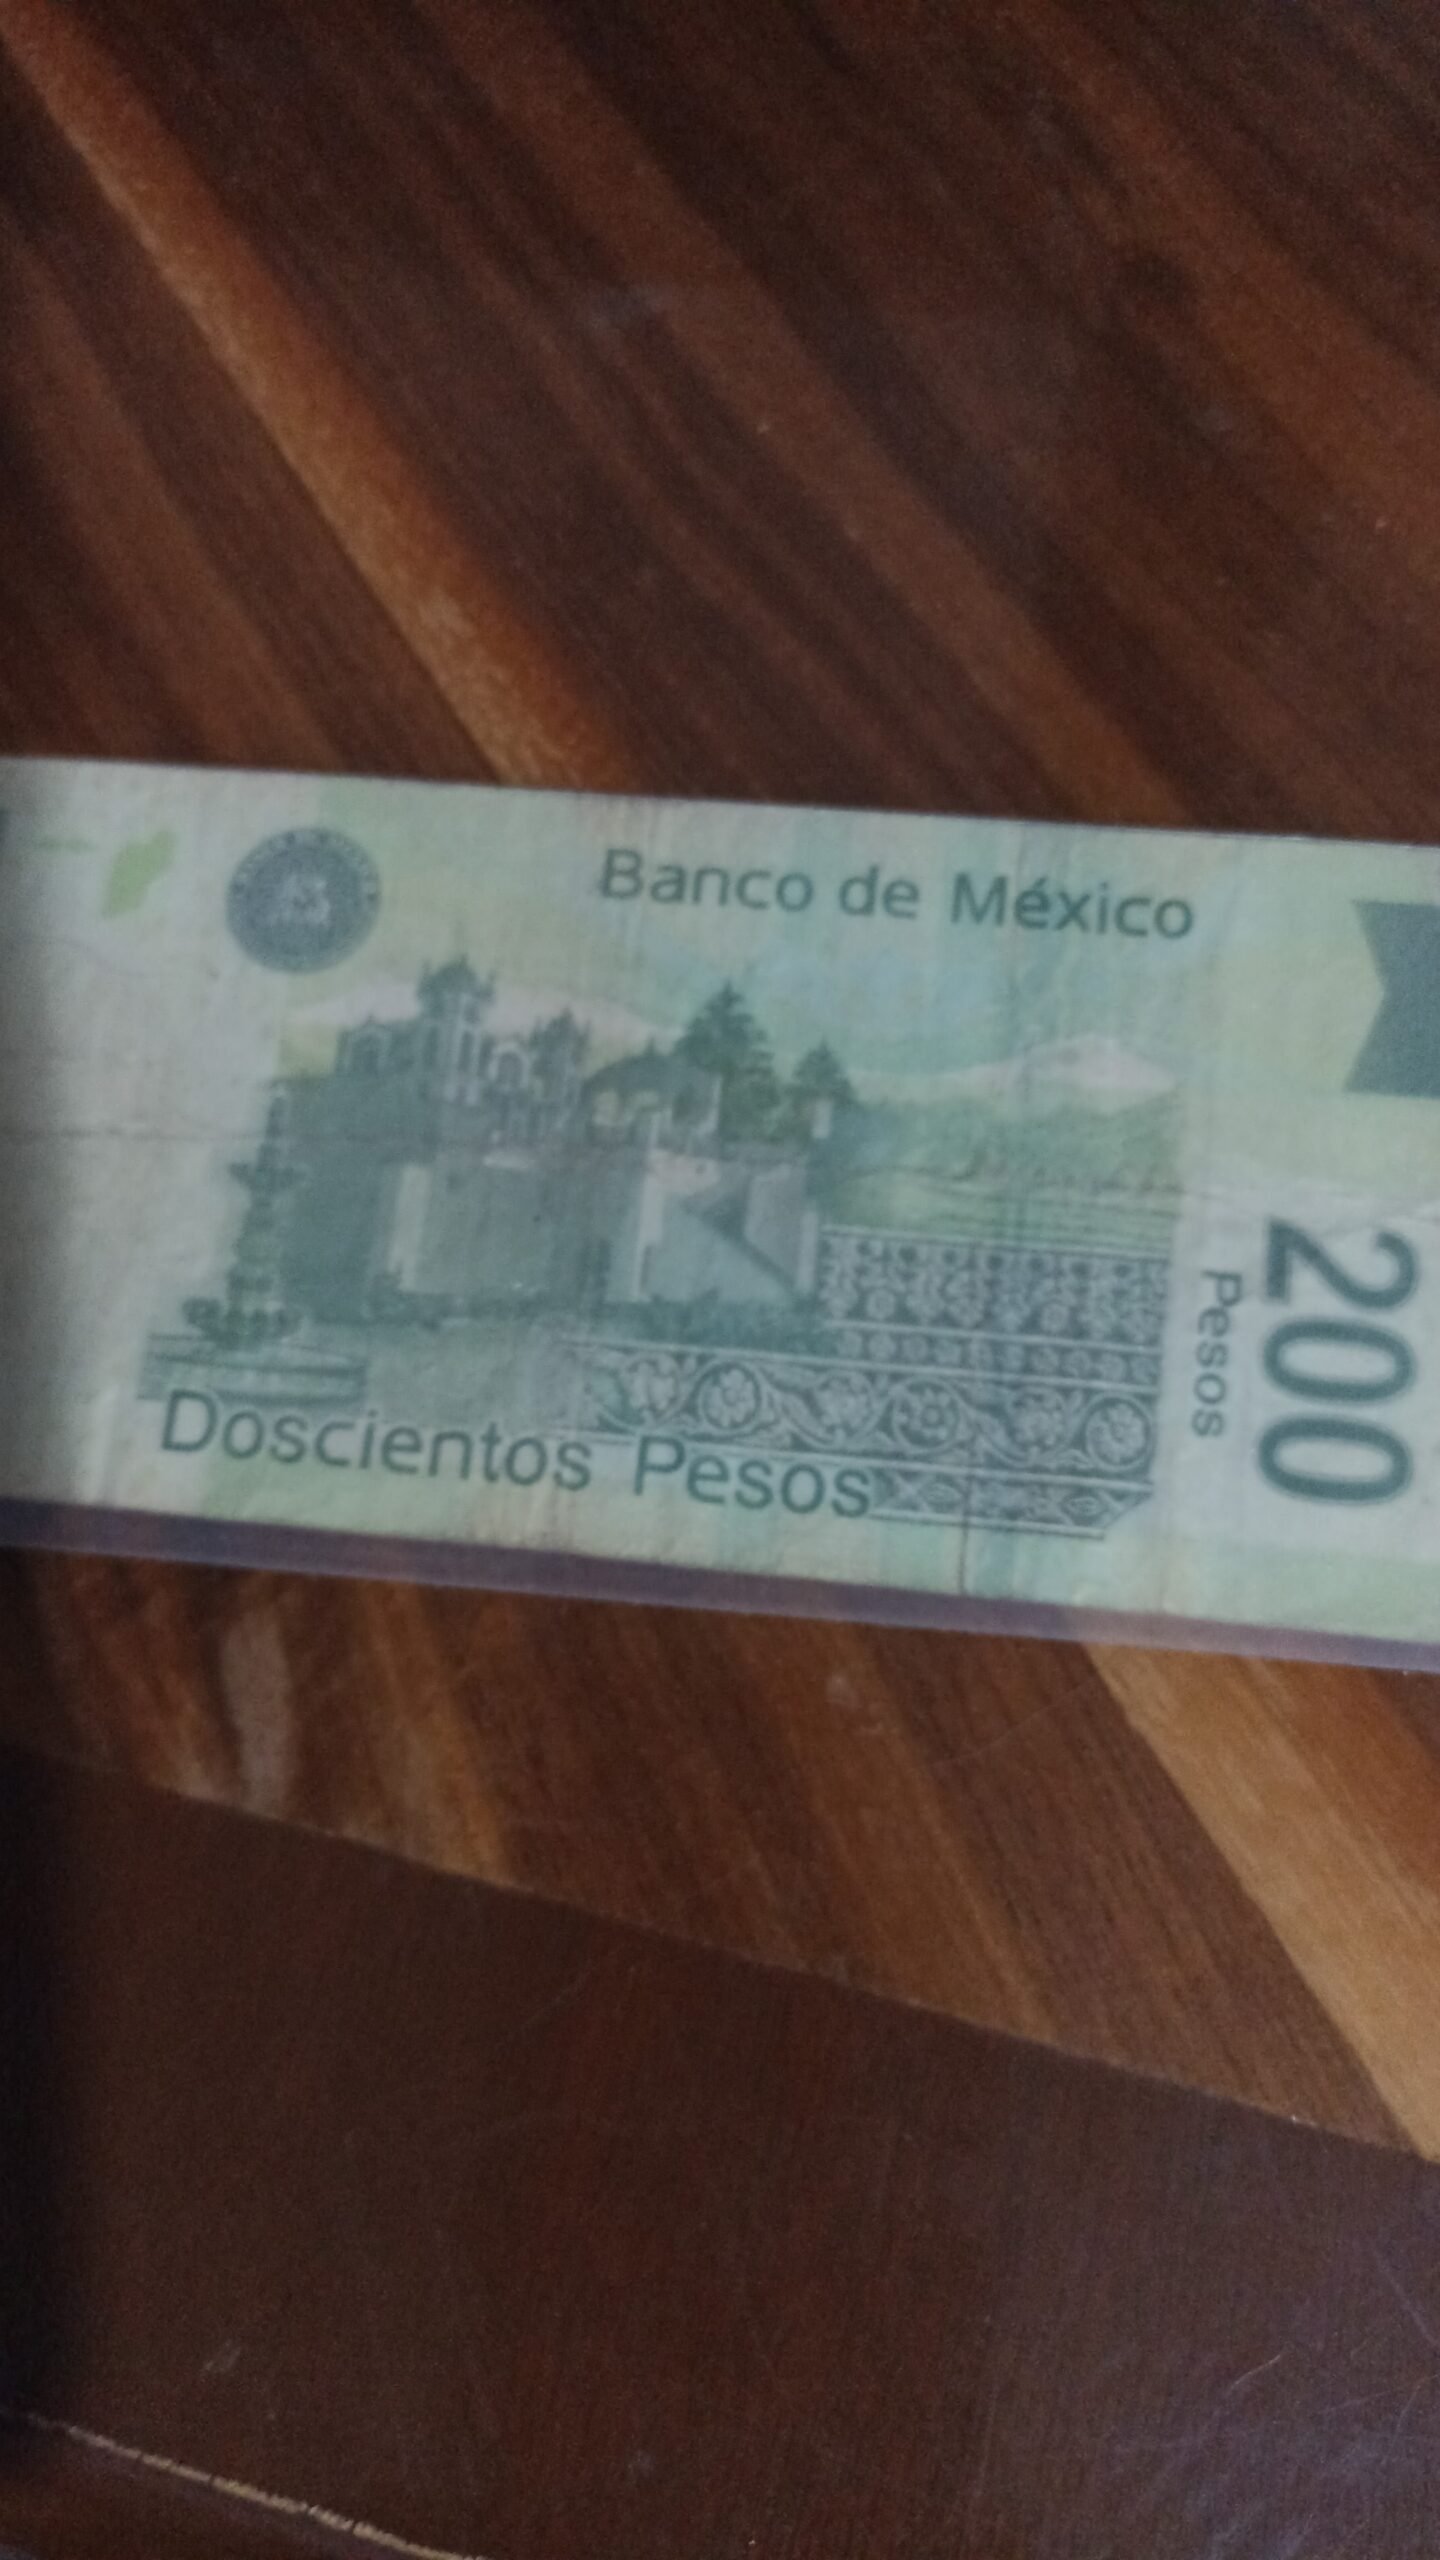 Banco de México
200
Pesos
Doscientos Pesos